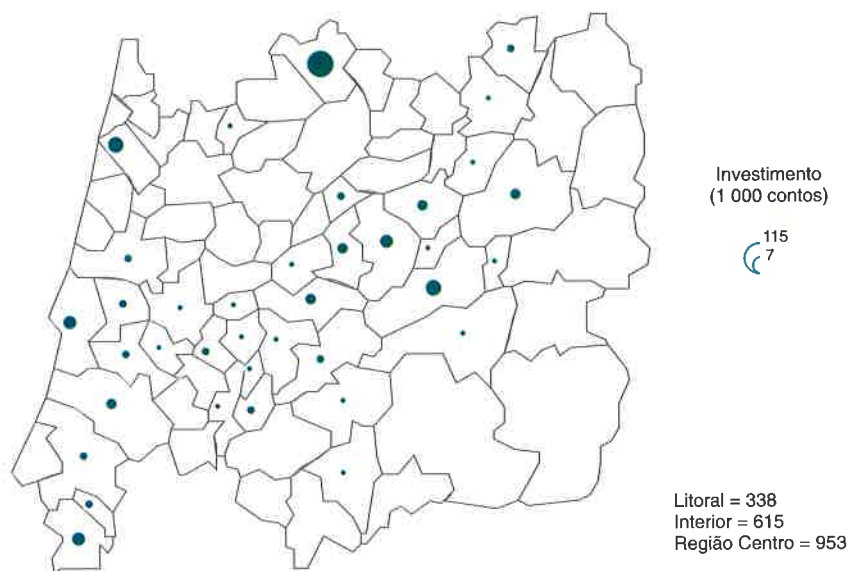 Investimento
(1 000 contos)
115
7
Litoral = 338
Interior = 615
Região Centro = 953